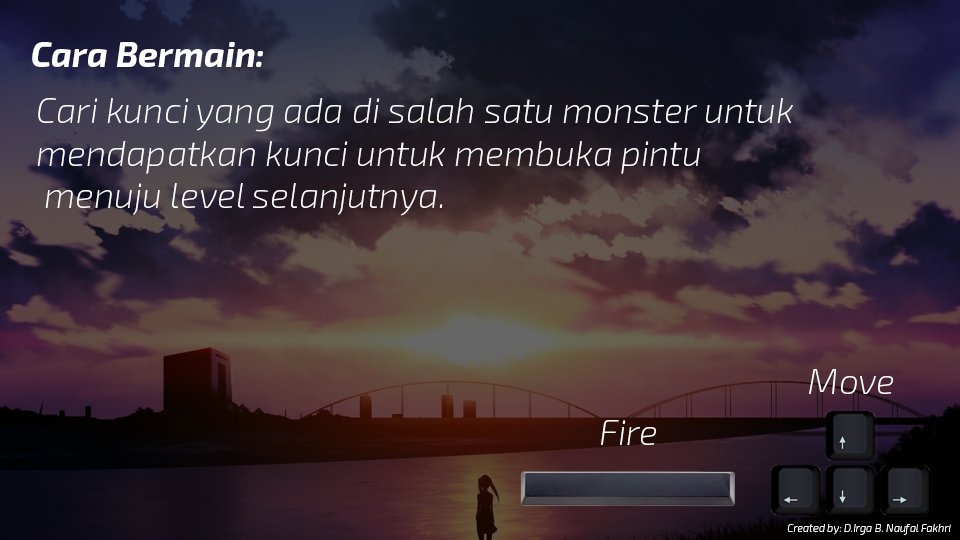 Cara Bermain:
Cari kunci yang ada di salah satu monster untuk
mendapatkan kunci untuk membuka pintu
menuju level selanjutnya.
Move
Fire
↑
← ↓ →
Created by: D.Irga B. Naufal Fakhri